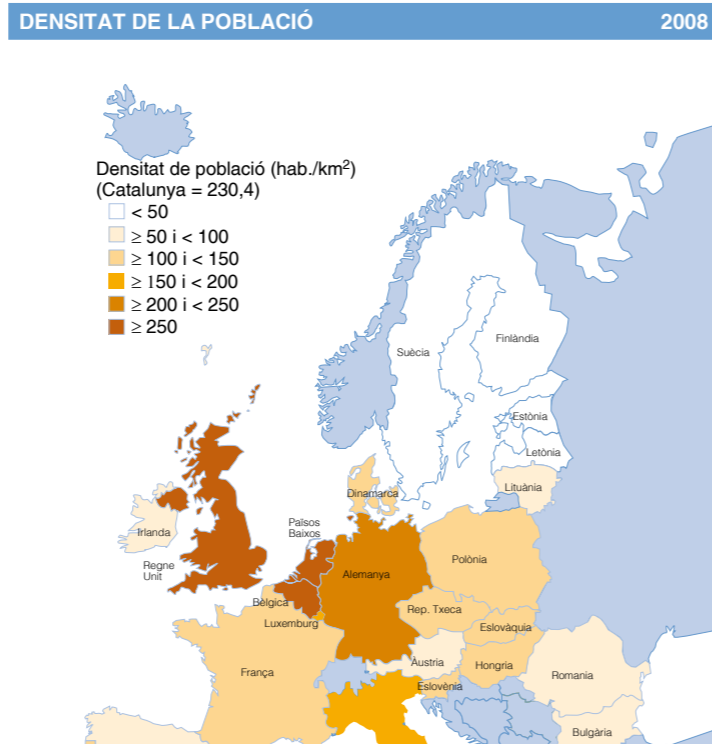 DENSITAT DE LA POBLACIÓ 2008
Densitat de població (hab./km²)
(Catalunya = 230,4)
< 50
≥ 50 i < 100
≥ 100 i < 150
≥ 150 i < 200
≥ 200 i < 250
≥ 250
Suècia
Finlàndia
Estònia
Letònia
Lituània
Dinamarca
Irlanda
Regne
Unit
Països
Baixos
Alemanya
Polònia
Bèlgica
Luxemburg
Rep. Txeca
Eslovàquia
França
Àustria
Hongria
Eslovènia
Romania
Bulgària